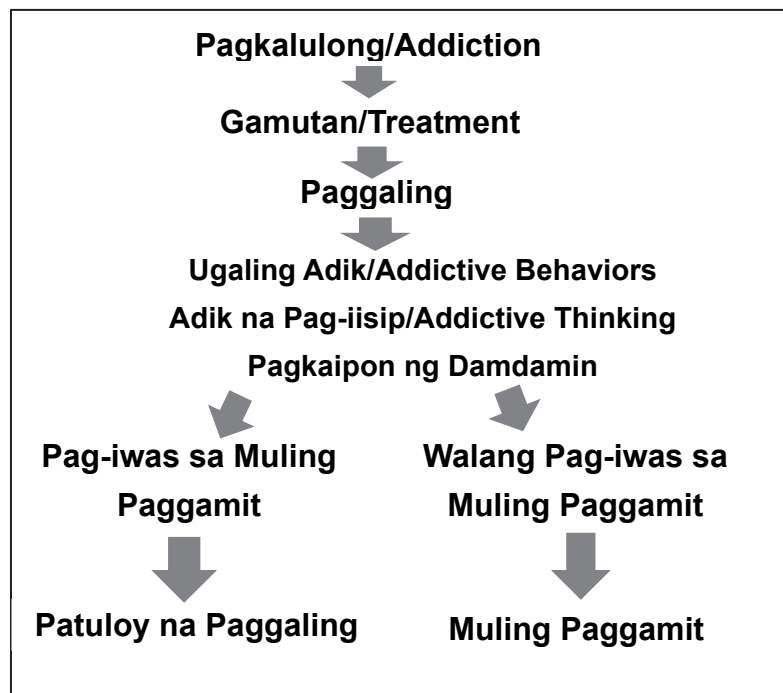 Pagkalulong/Addiction
Gamutan/Treatment
Paggaling
Ugaling Adik/Addictive Behaviors
Adik na Pag-iisip/Addictive Thinking
Pagkaipon ng Damdamin
Pag-iwas sa Muling
Paggamit
Walang Pag-iwas sa
Muling Paggamit
Patuloy na Paggaling
Muling Paggamit